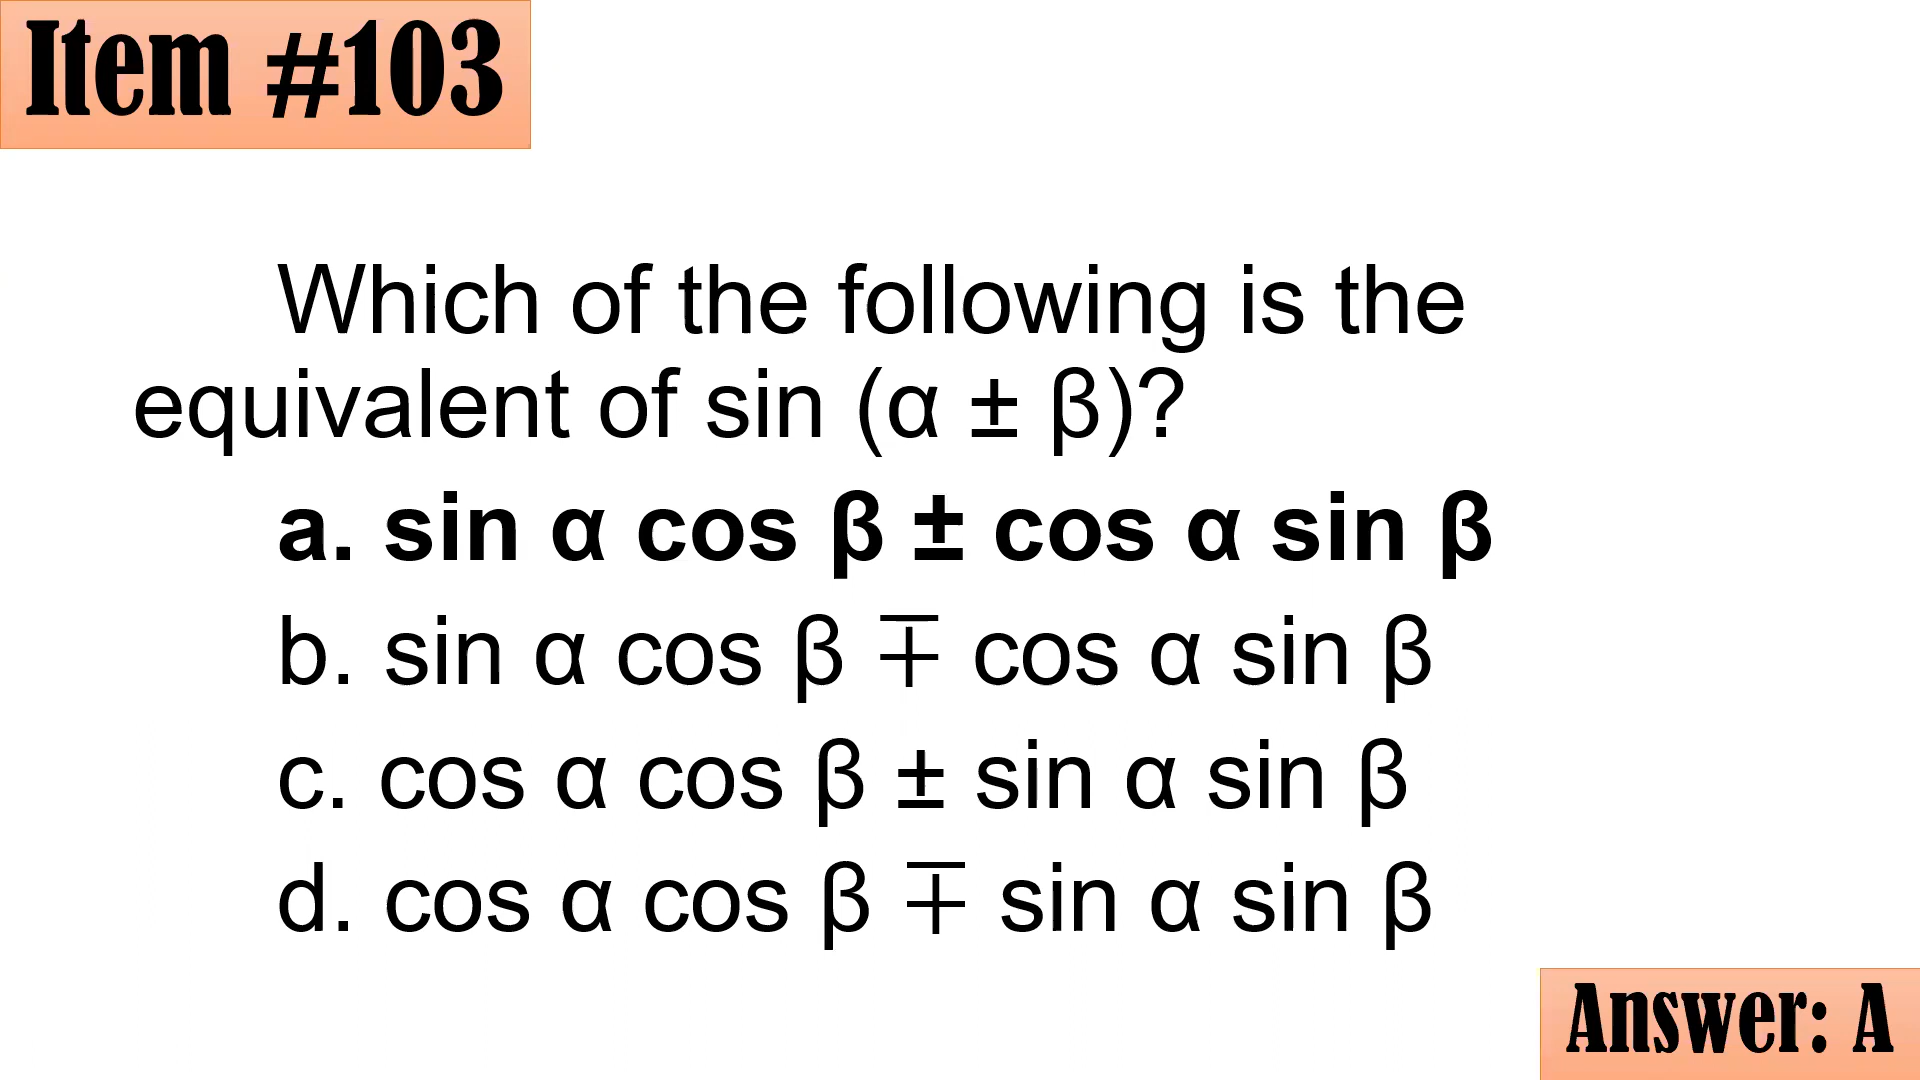 Item #103
Which of the following is the
equivalent of sin (α ± β)?
a. sin α cos β ± cos α sin β
b. sin α cos β ∓ cos α sin β
c. cos α cos β ± sin α sin β
d. cos α cos β ∓ sin α sin β
Answer: A